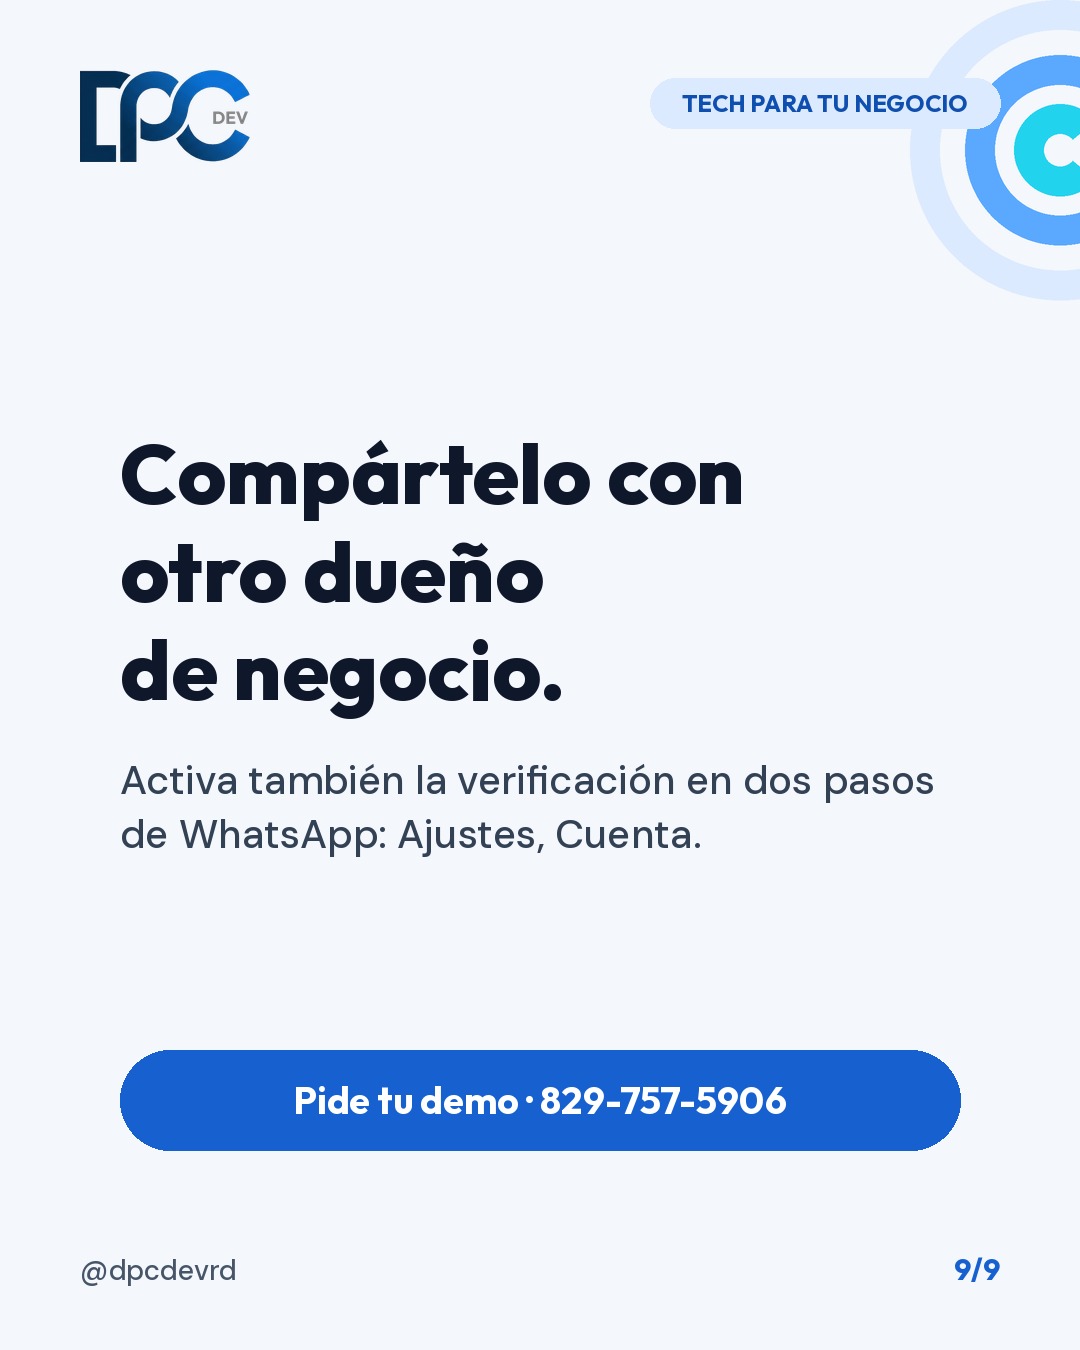 DPC DEV
TECH PARA TU NEGOCIO
Compártelo con
otro dueño
de negocio.
Activa también la verificación en dos pasos
de WhatsApp: Ajustes, Cuenta.
Pide tu demo · 829-757-5906
@dpcdevrd
9/9